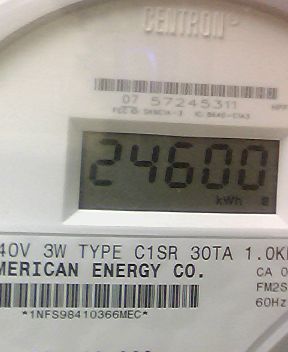 CENTRON
07 57245311
24600
kWh
40V 3W TYPE C1SR 30TA 1.0K
MERICAN ENERGY CO.
CA 0
FM2S
60Hz
*1NFS98410366MEC*